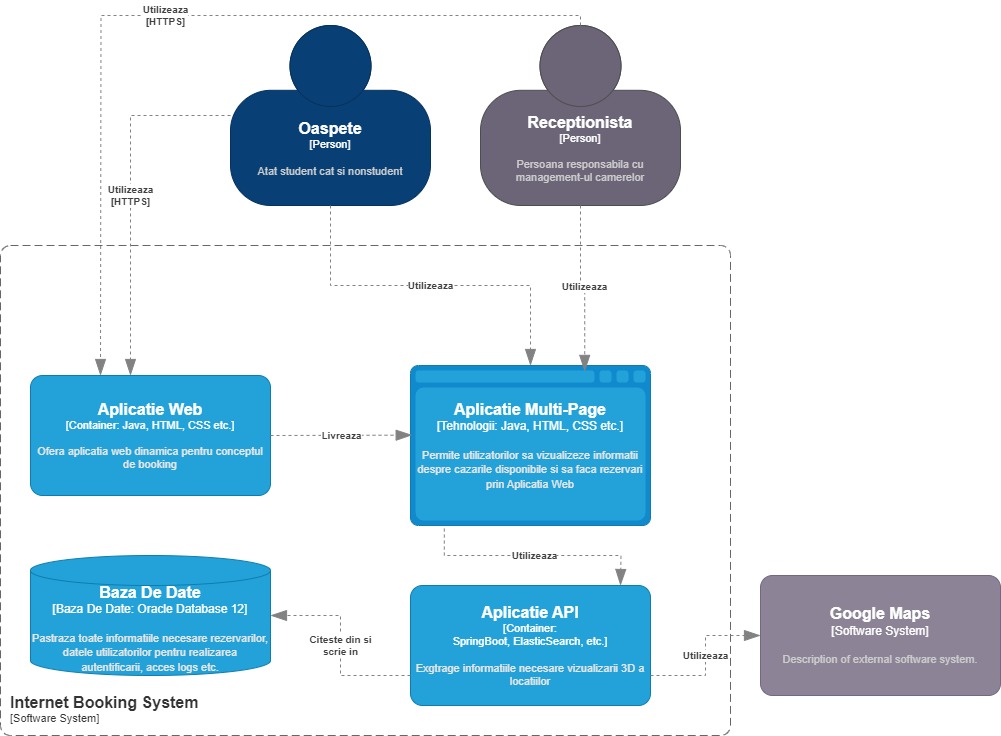 Utilizeaza
[HTTPS]
Oaspete
[Person]
Atat student cat si nonstudent
Receptionista
[Person]
Persoana responsabila cu
management-ul camerelor
Utilizeaza
[HTTPS]
Utilizeaza
Utilizeaza
Aplicatie Web
[Container: Java, HTML, CSS etc.]
Ofera aplicatia web dinamica pentru conceptul
de booking
Livreaza
Aplicatie Multi-Page
[Tehnologii: Java, HTML, CSS etc.]
Permite utilizatorilor sa vizualizeze informatii
despre cazarile disponibile si sa faca rezervari
prin Aplicatia Web
Utilizeaza
Baza De Date
[Baza De Date: Oracle Database 12]
Pastraza toate informatiile necesare rezervarilor,
datele utilizatorilor pentru realizarea
autentificarii, acces logs etc.
Citeste din si
scrie in
Aplicatie API
[Container:
SpringBoot, ElasticSearch, etc.]
Exgtrage informatiile necesare vizualizarii 3D a
locatiilor
Utilizeaza
Google Maps
[Software System]
Description of external software system.
Internet Booking System
[Software System]